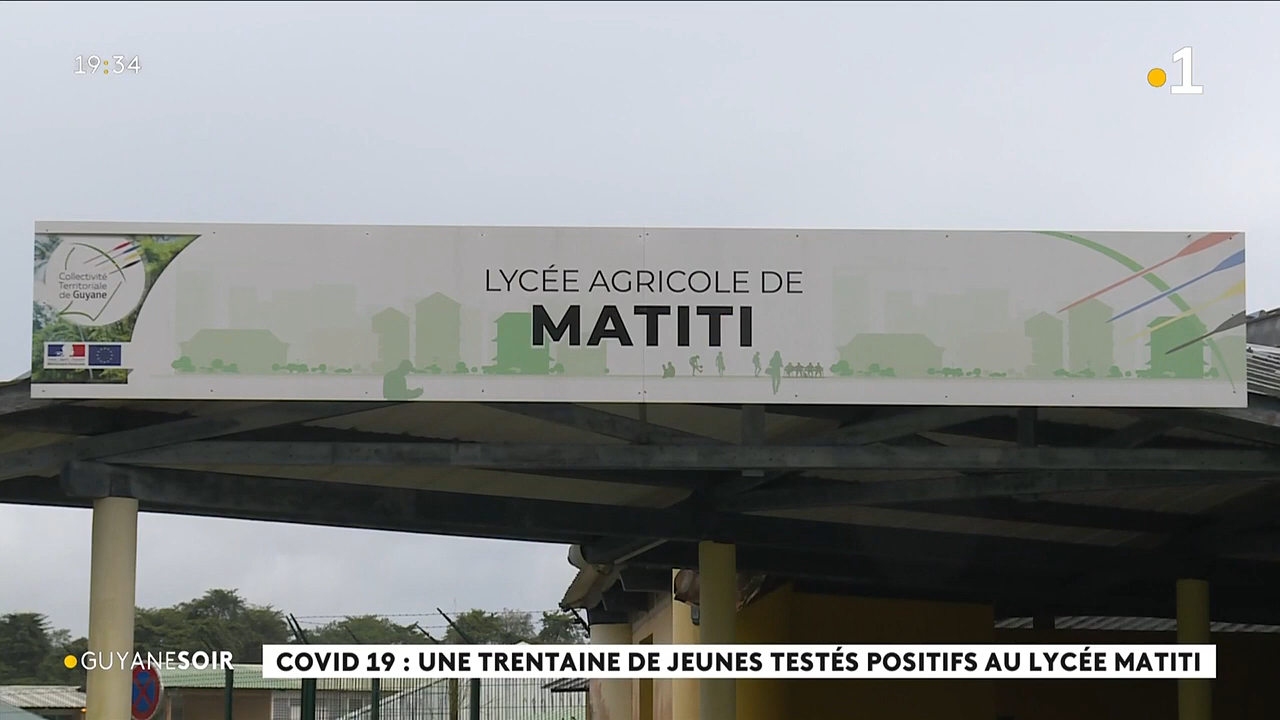 19:34
1
Collectivité
Territoriale
de Guyane
LYCÉE AGRICOLE DE
MATITI
GUYANESOIR
COVID 19 : UNE TRENTAINE DE JEUNES TESTÉS POSITIFS AU LYCÉE MATITI